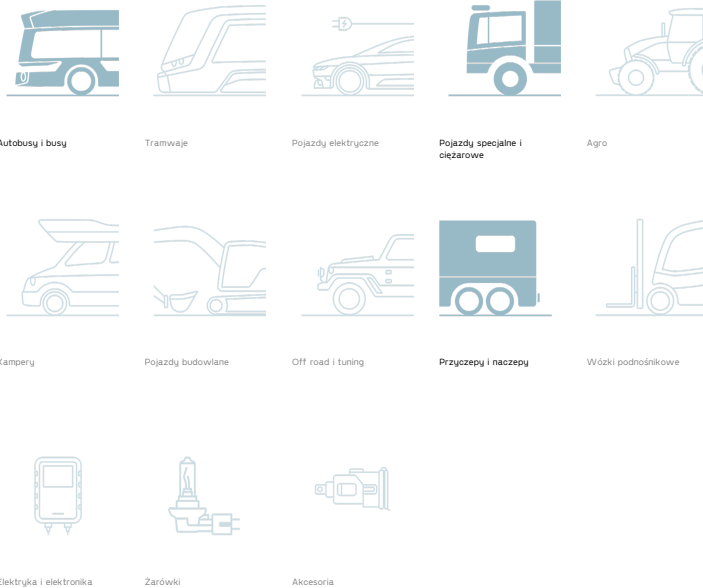 Autobusy i busy
Tramwaje
Pojazdy elektryczne
Pojazdy specjalne i
ciężarowe
Agro
Kampery
Pojazdy budowlane
Off road i tuning
Przyczepy i naczepy
Wózki podnośnikowe
Elektryka i elektronika
Żarówki
Akcesoria